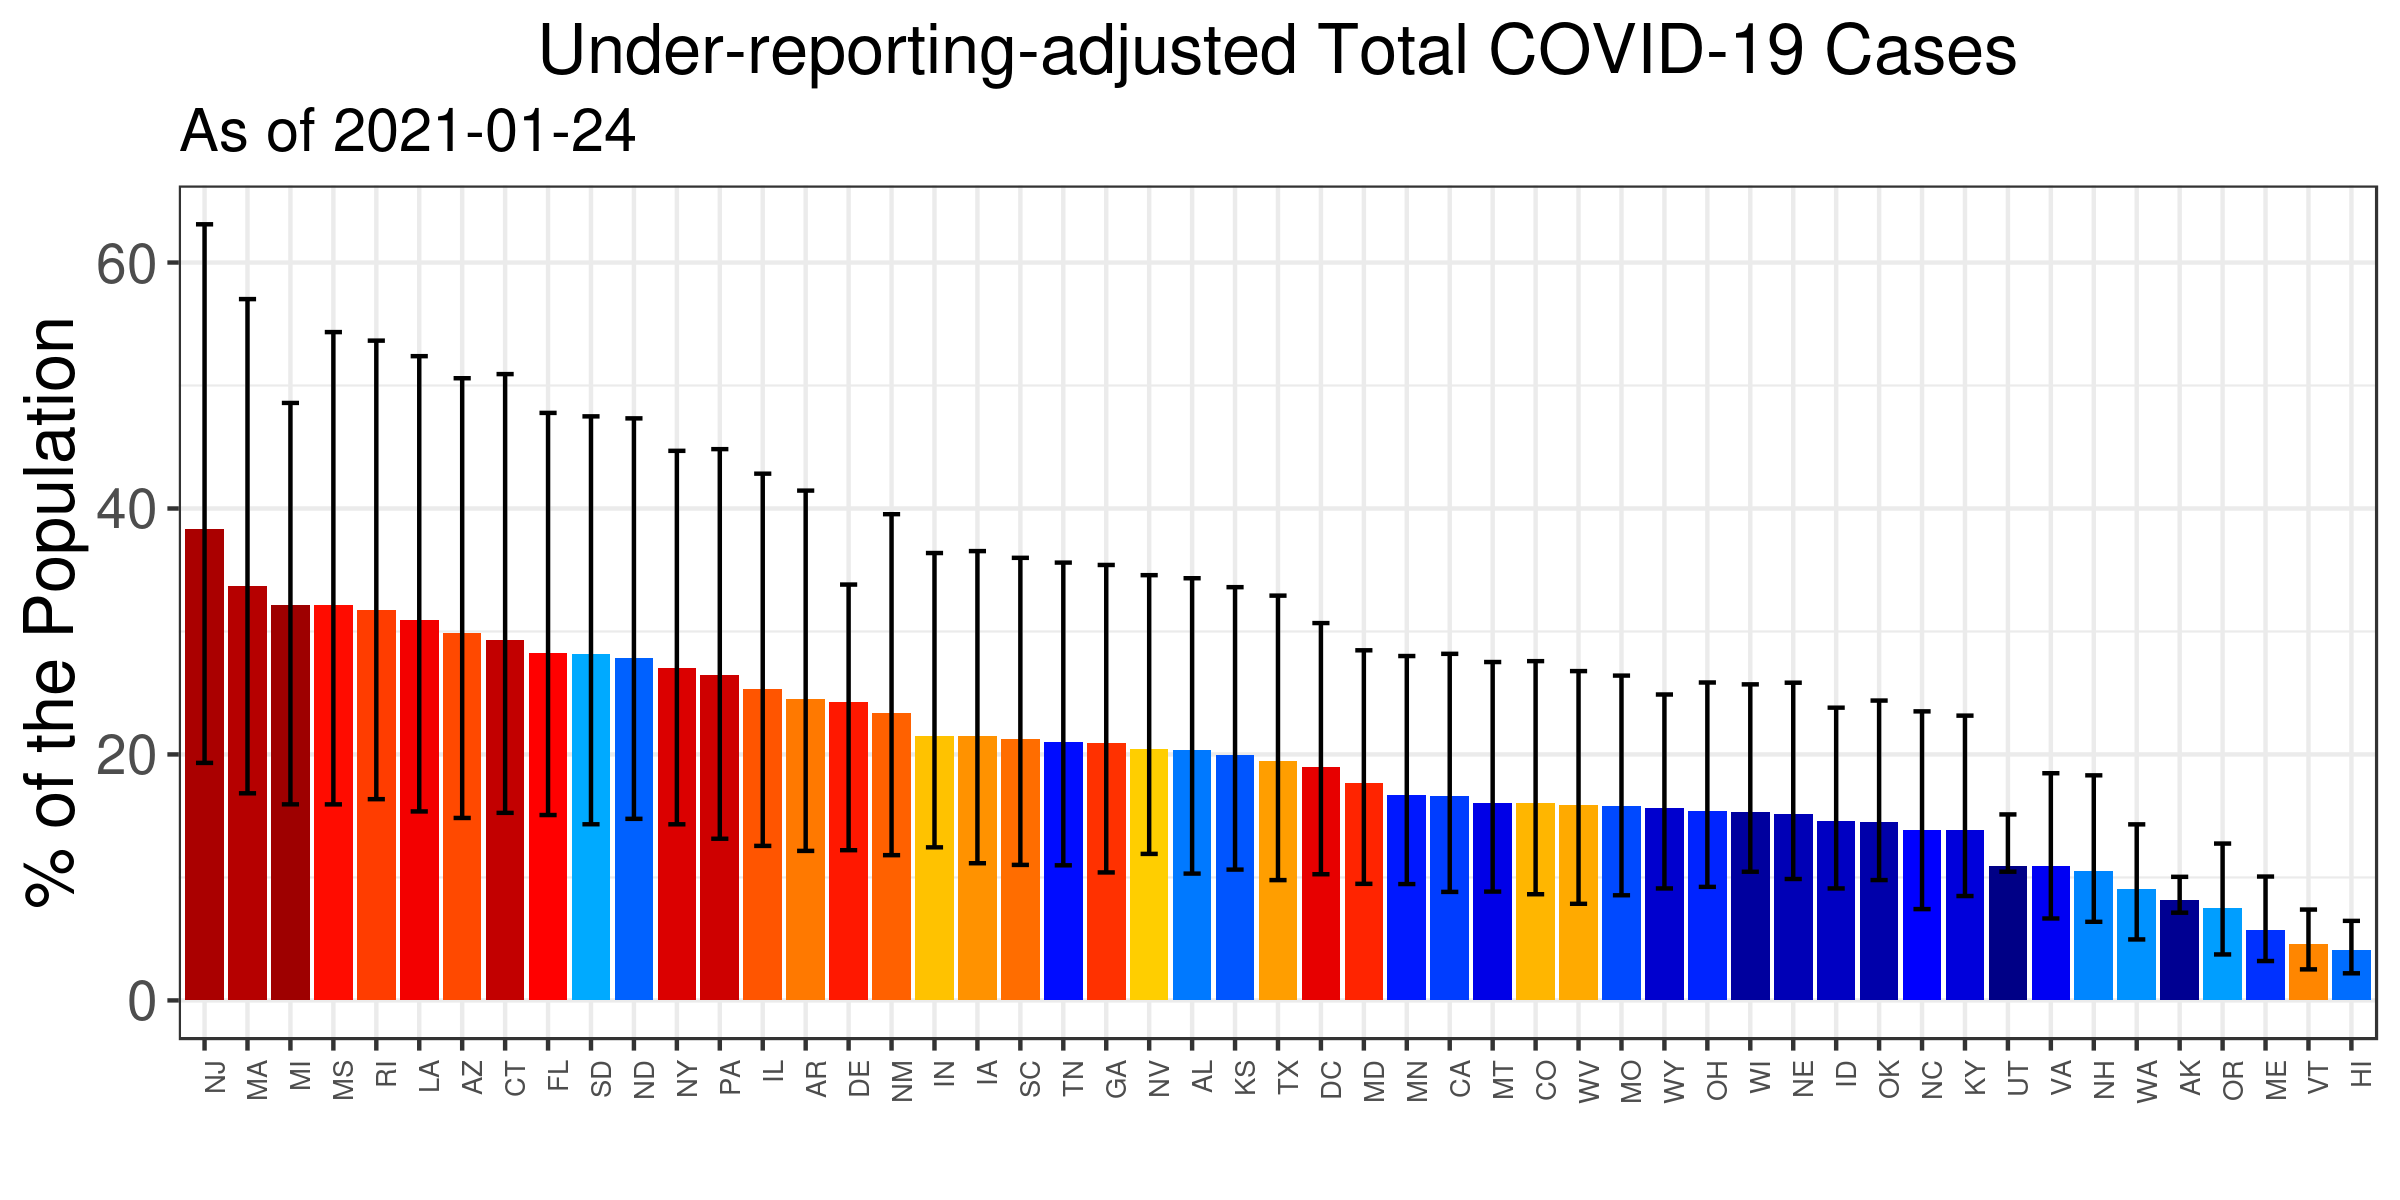 Under-reporting-adjusted Total COVID-19 Cases
As of 2021-01-24
% of the Population
60
40
20
0
NJ MA MI MS RI LA AZ CT FL SD ND NY PA IL AR DE NM IN IA SC TN GA NV AL KS TX DC MD MN CA MT CO WV MO WY OH WI NE ID OK NC KY UT VA NH WA AK OR ME VT HI